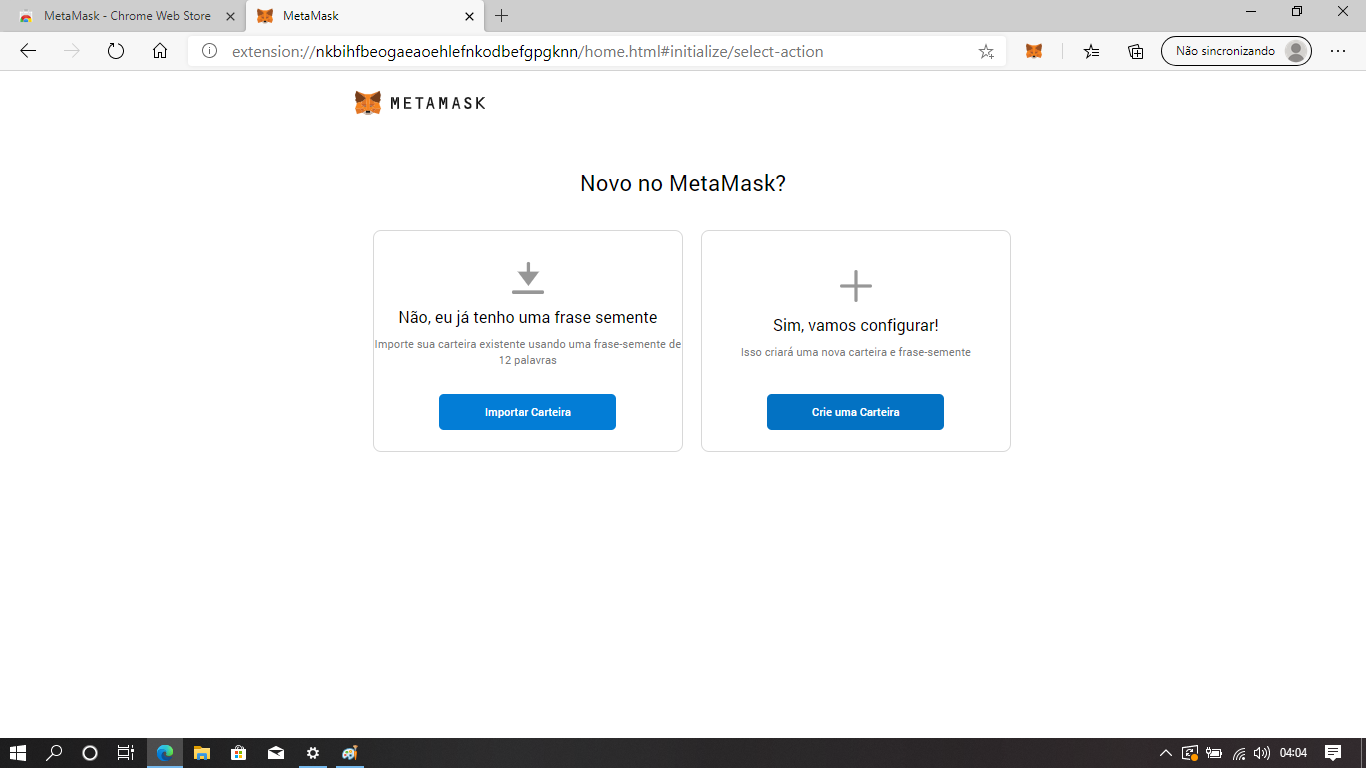 MetaMask - Chrome Web Store
MetaMask
extension://nkbihfbeogaeaoehlefnkodbefgpgknn/home.html#initialize/select-action
Não sincronizando
METAMASK
Novo no MetaMask?
Não, eu já tenho uma frase semente
Importe sua carteira existente usando uma frase-semente de
12 palavras
Importar Carteira
Sim, vamos configurar!
Isso criará uma nova carteira e frase-semente
Crie uma Carteira
04:04